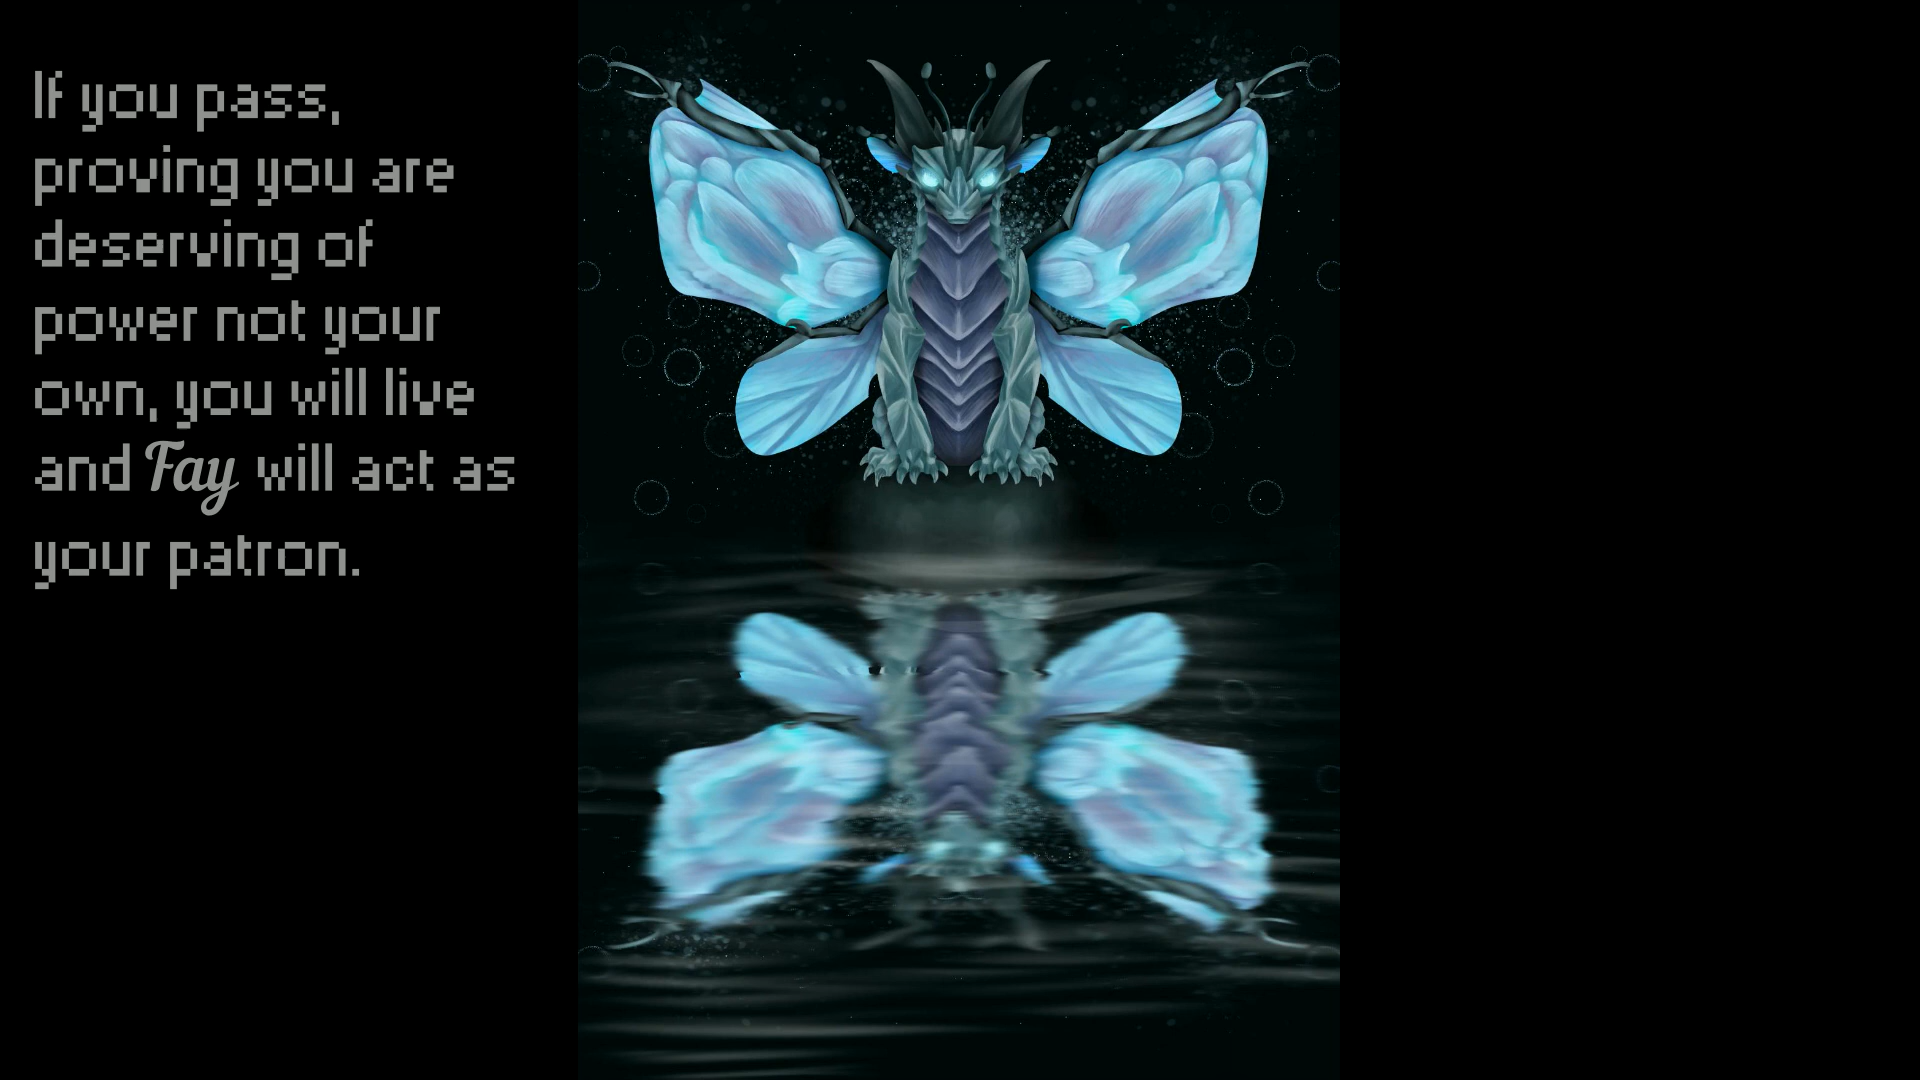 If you pass,
proving you are
deserving of
power not your
own, you will live
and Fay will act as
your patron.